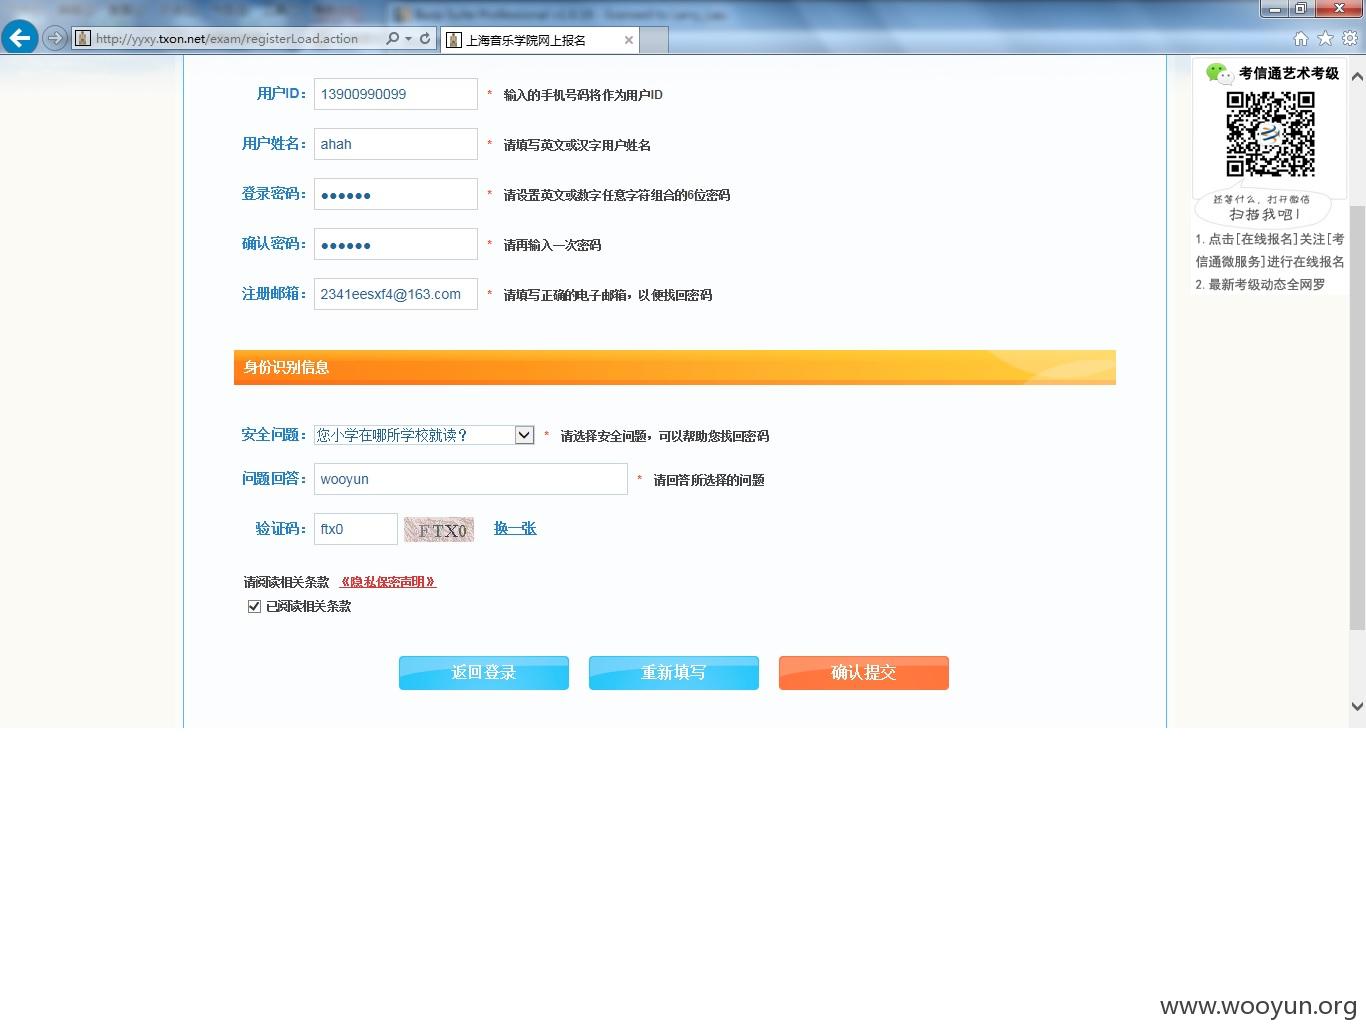 http://yyxy.txon.net/exam/registerLoad.action
上海音乐学院网上报名
用户ID： 13900990099 * 输入的手机号码将作为用户ID
用户姓名： ahah * 请填写英文或汉字用户姓名
登录密码： ●●●●●● * 请设置英文或数字任意字符组合的6位密码
确认密码： ●●●●●● * 请再输入一次密码
注册邮箱： 2341eesxf4@163.com * 请填写正确的电子邮箱，以便找回密码
身份识别信息
安全问题： 您小学在哪所学校就读？ * 请选择安全问题，可以帮助您找回密码
问题回答： wooyun * 请回答所选择的问题
验证码： ftx0 FTX0 换一张
请阅读相关条款 《隐私保密声明》
已阅读相关条款
返回登录 重新填写 确认提交
考信通艺术考级
还等什么，打开微信
扫描我吧！
1.点击[在线报名]关注[考
信通微服务]进行在线报名
2.最新考级动态全网罗
www.wooyun.org